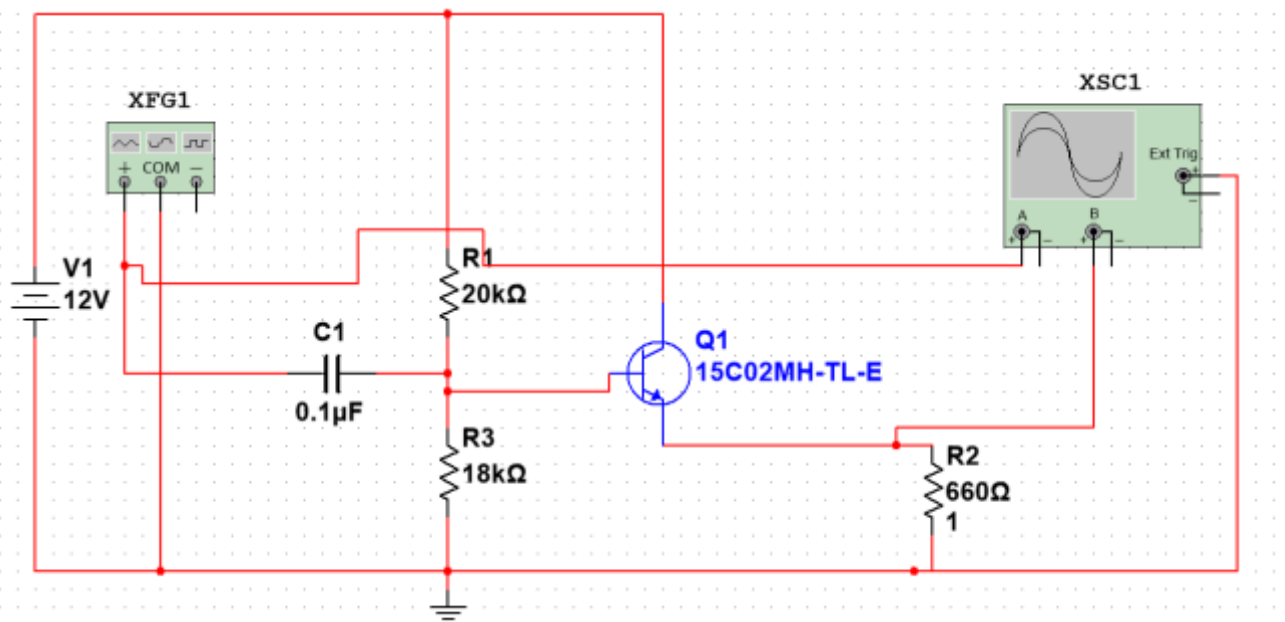 XFG1
+ COM −
V1
12V
C1
0.1µF
R1
20kΩ
R3
18kΩ
Q1
15C02MH-TL-E
R2
660Ω
1
XSC1
Ext Trig
+
−
A
B
+ −
+ −